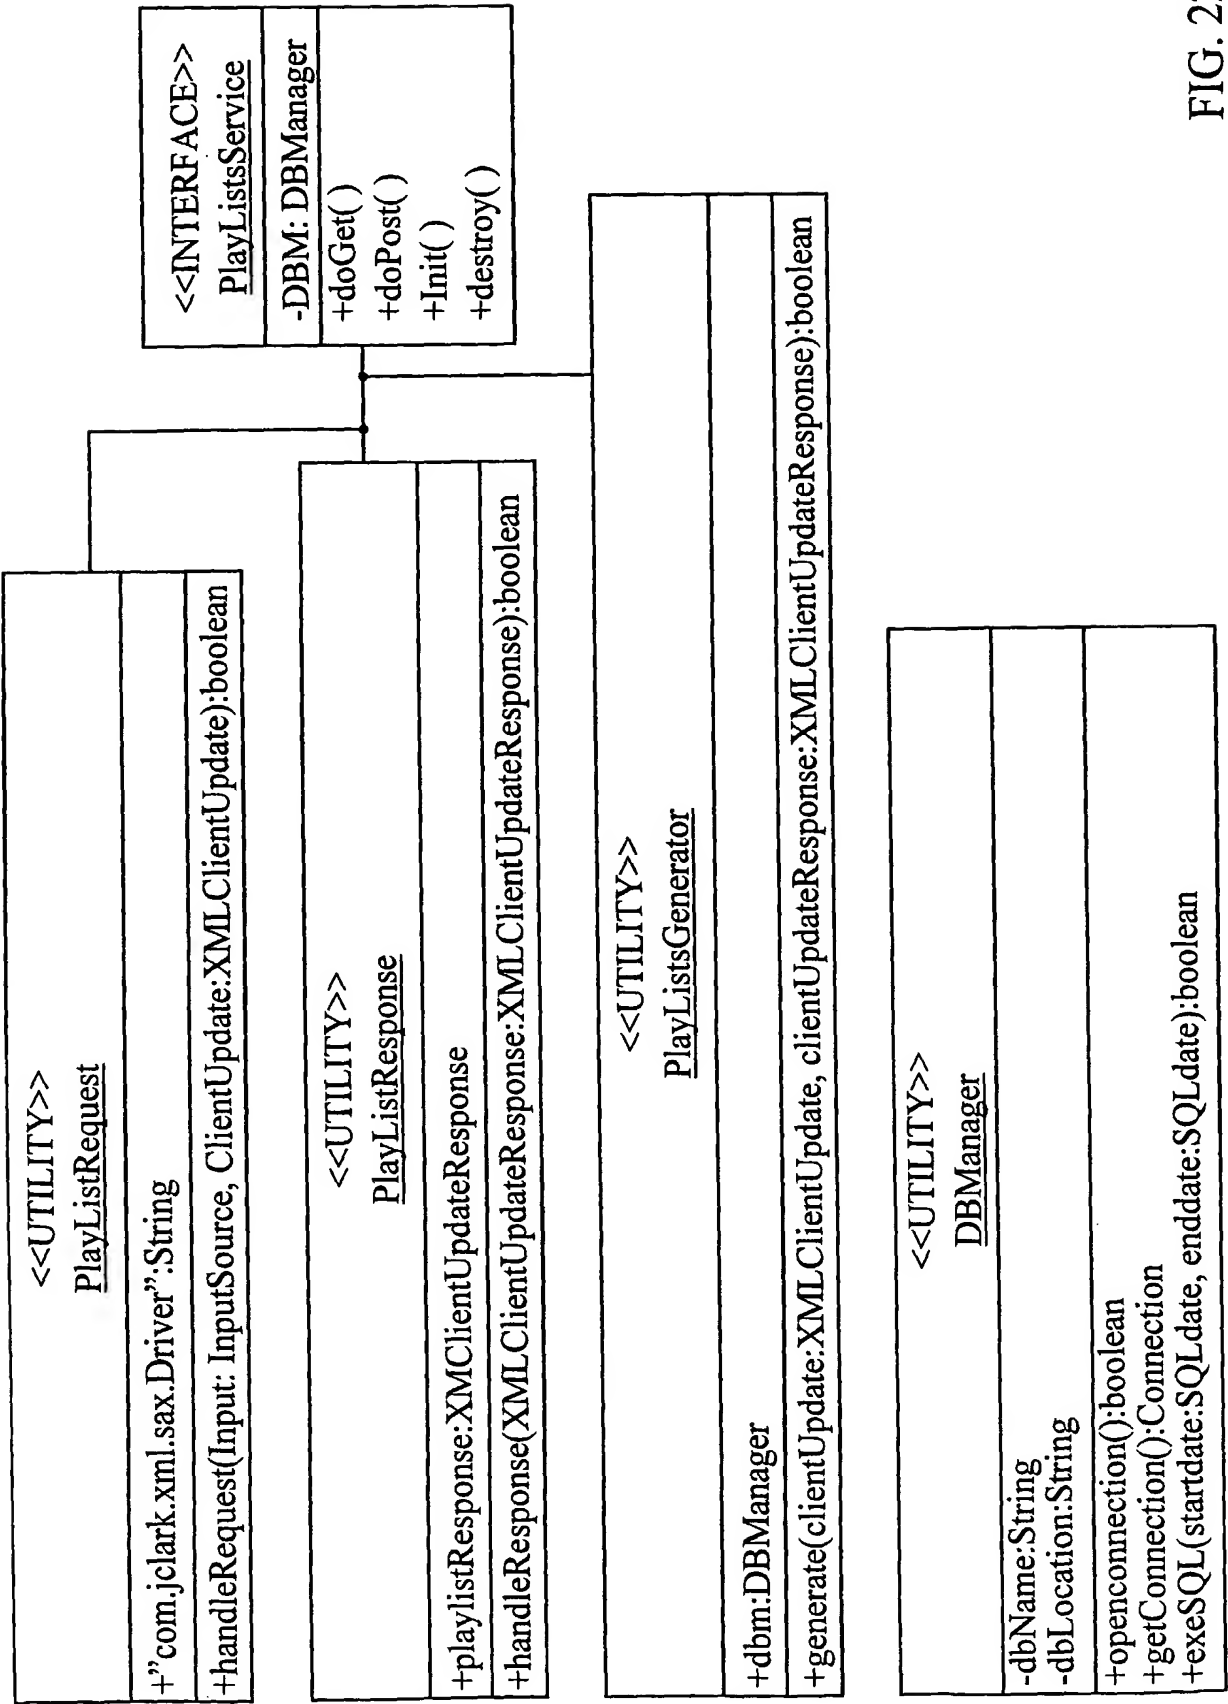 <<UTILITY>>
PlayListRequest
+”com.jclark.xml.sax.Driver”:String
+handleRequest(Input: InputSource, ClientUpdate:XMLClientUpdate):boolean
<<INTERFACE>>
PlayListsService
-DBM: DBManager
+doGet( )
+doPost( )
+Init( )
+destroy( )
<<UTILITY>>
PlayListResponse
+playlistResponse:XMClientUpdateResponse
+handleResponse(XMLClientUpdateResponse:XMLClientUpdateResponse):boolean
<<UTILITY>>
PlayListsGenerator
+dbm:DBManager
+generate(clientUpdate:XMLClientUpdate, clientUpdateResponse:XMLClientUpdateResponse):boolean
<<UTILITY>>
DBManager
-dbName:String
-dbLocation:String
+openconnection():boolean
+getConnection():Connection
+exeSQL(startdate:SQLdate, enddate:SQLdate):boolean
FIG.